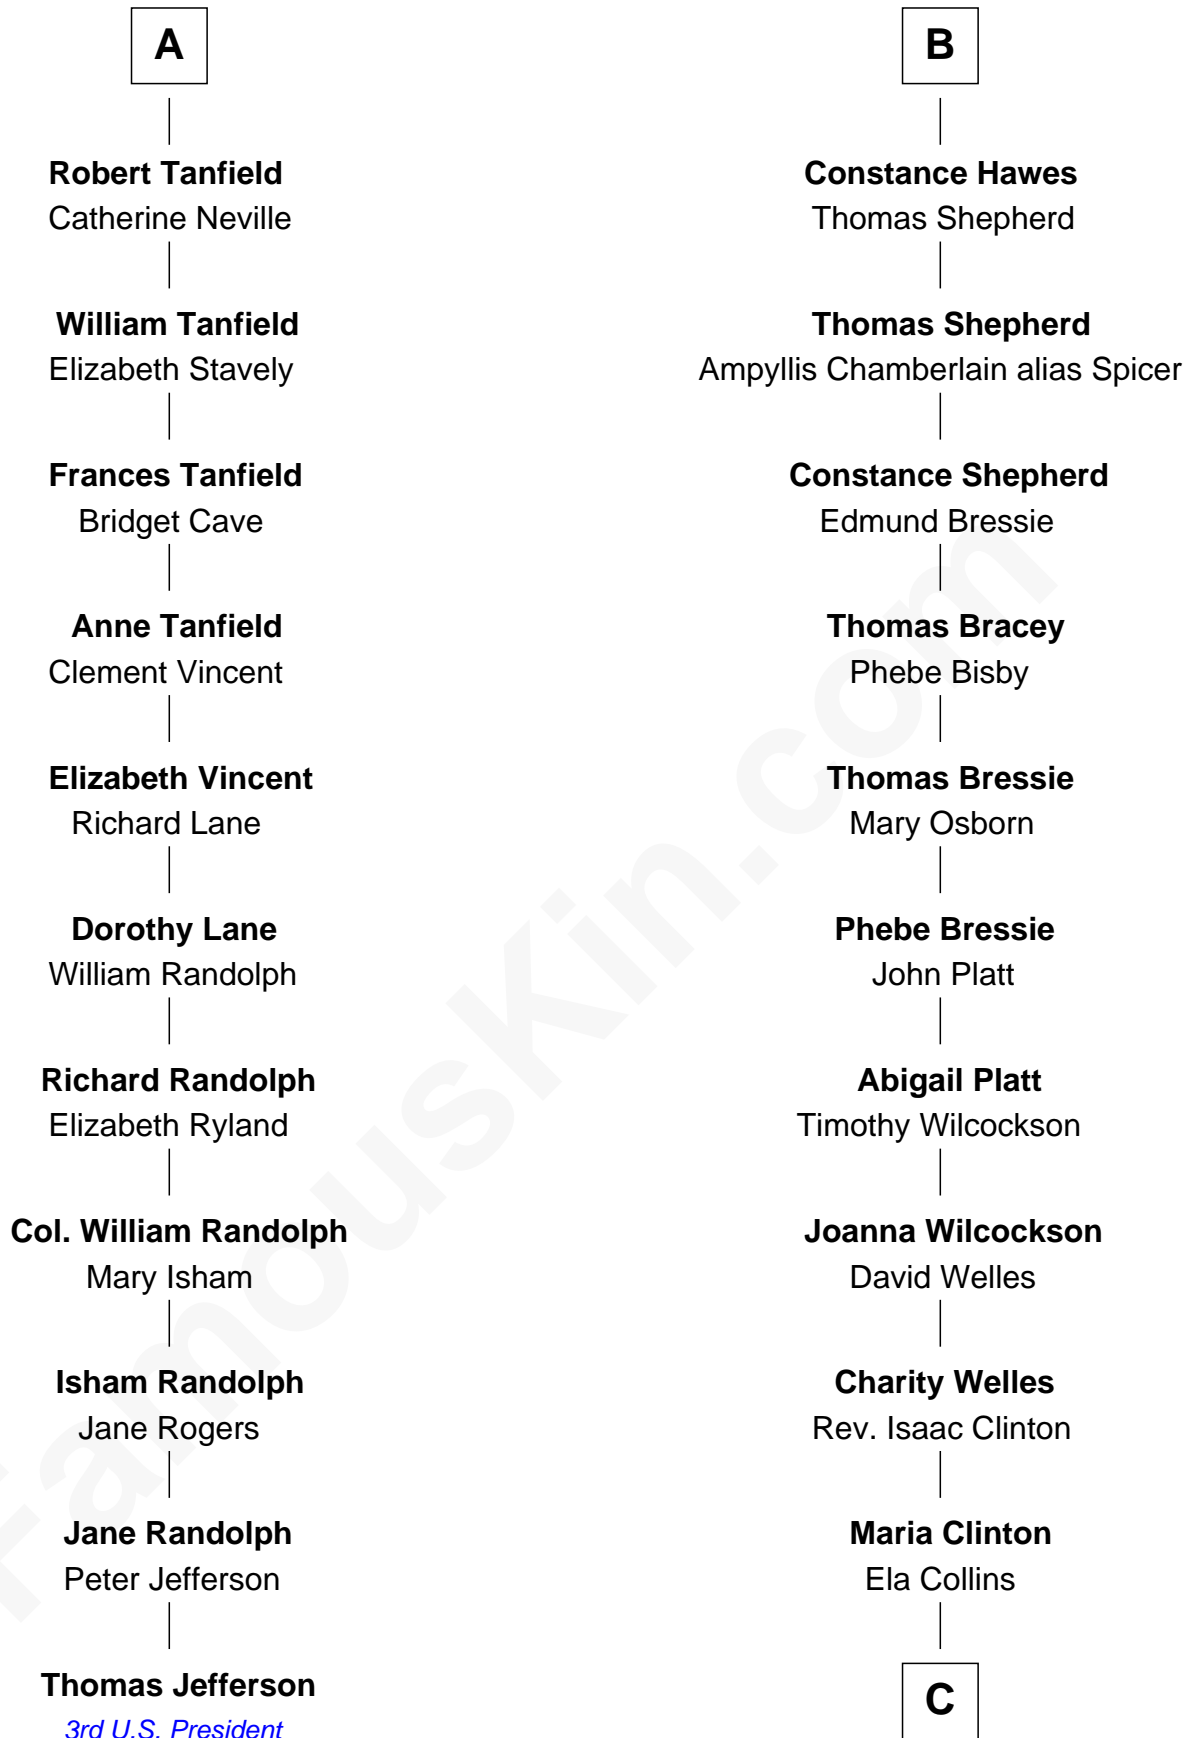 A
Robert Tanfield
Catherine Neville
William Tanfield
Elizabeth Stavely
Frances Tanfield
Bridget Cave
Anne Tanfield
Clement Vincent
Elizabeth Vincent
Richard Lane
Dorothy Lane
William Randolph
Richard Randolph
Elizabeth Ryland
Col. William Randolph
Mary Isham
Isham Randolph
Jane Rogers
Jane Randolph
Peter Jefferson
Thomas Jefferson
3rd U.S. President
B
Constance Hawes
Thomas Shepherd
Thomas Shepherd
Ampyllis Chamberlain alias Spicer
Constance Shepherd
Edmund Bressie
Thomas Bracey
Phebe Bisby
Thomas Bressie
Mary Osborn
Phebe Bressie
John Platt
Abigail Platt
Timothy Wilcockson
Joanna Wilcockson
David Welles
Charity Welles
Rev. Isaac Clinton
Maria Clinton
Ela Collins
C
FamousKin.com